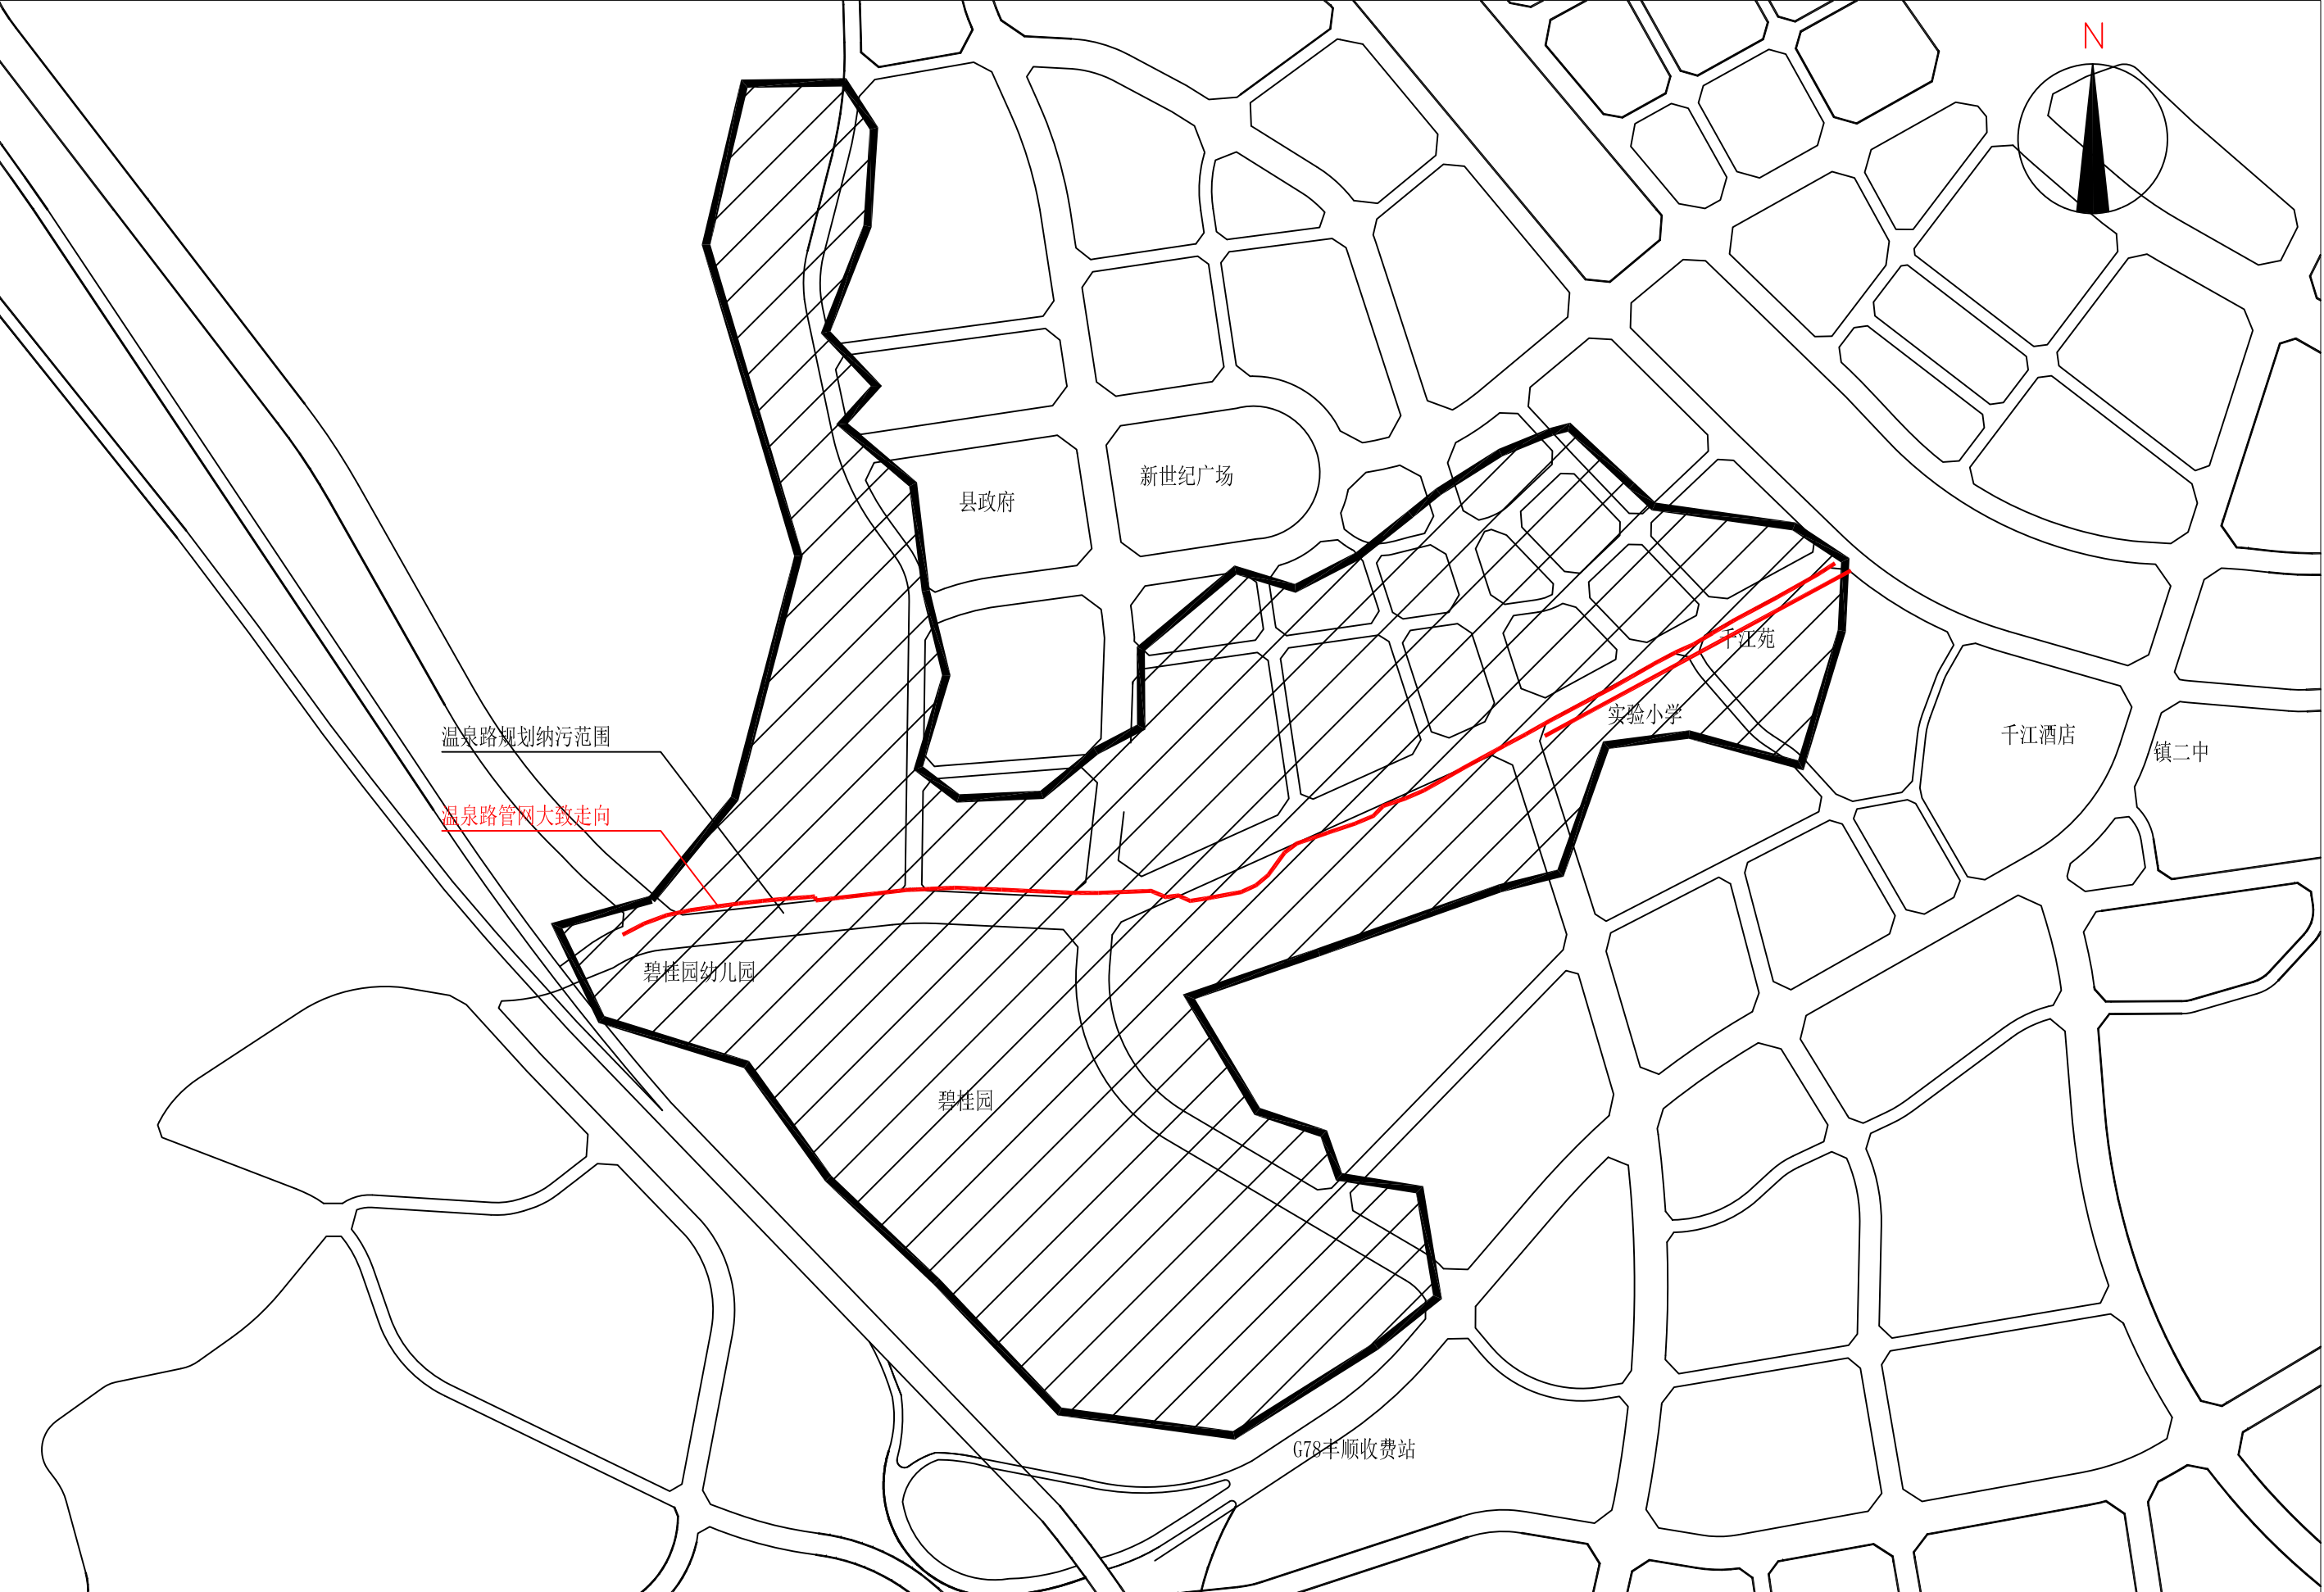 N
新世纪广场
县政府
千江苑
实验小学
千江酒店
温泉路规划纳污范围
镇二中
温泉路管网大致走向
碧桂园幼儿园
碧桂园
G78丰顺收费站